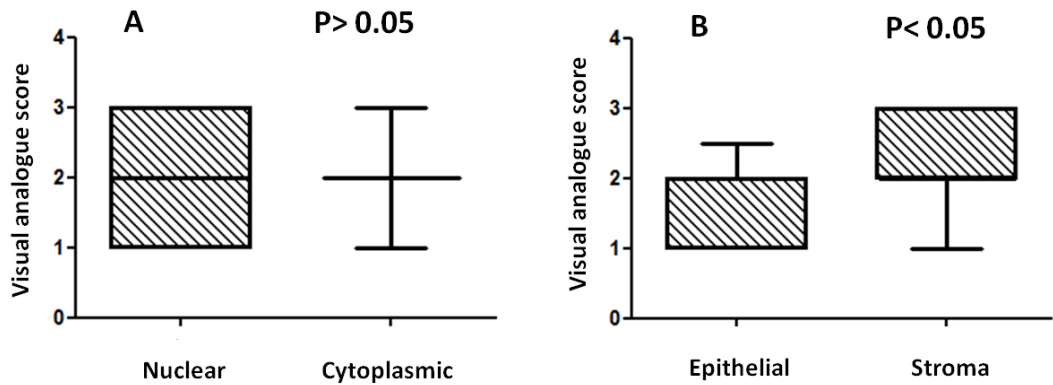 A P> 0.05
Visual analogue score
4
3
2
1
0
Nuclear Cytoplasmic
B P< 0.05
Visual analogue score
4
3
2
1
0
Epithelial Stroma